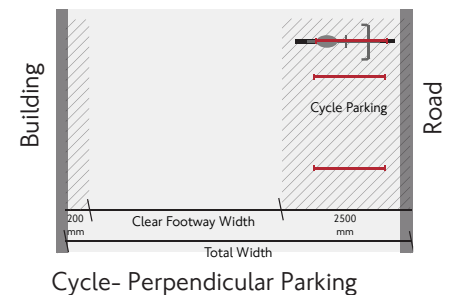 Building
Cycle Parking
Road
200
mm
Clear Footway Width
2500
mm
Total Width
Cycle- Perpendicular Parking